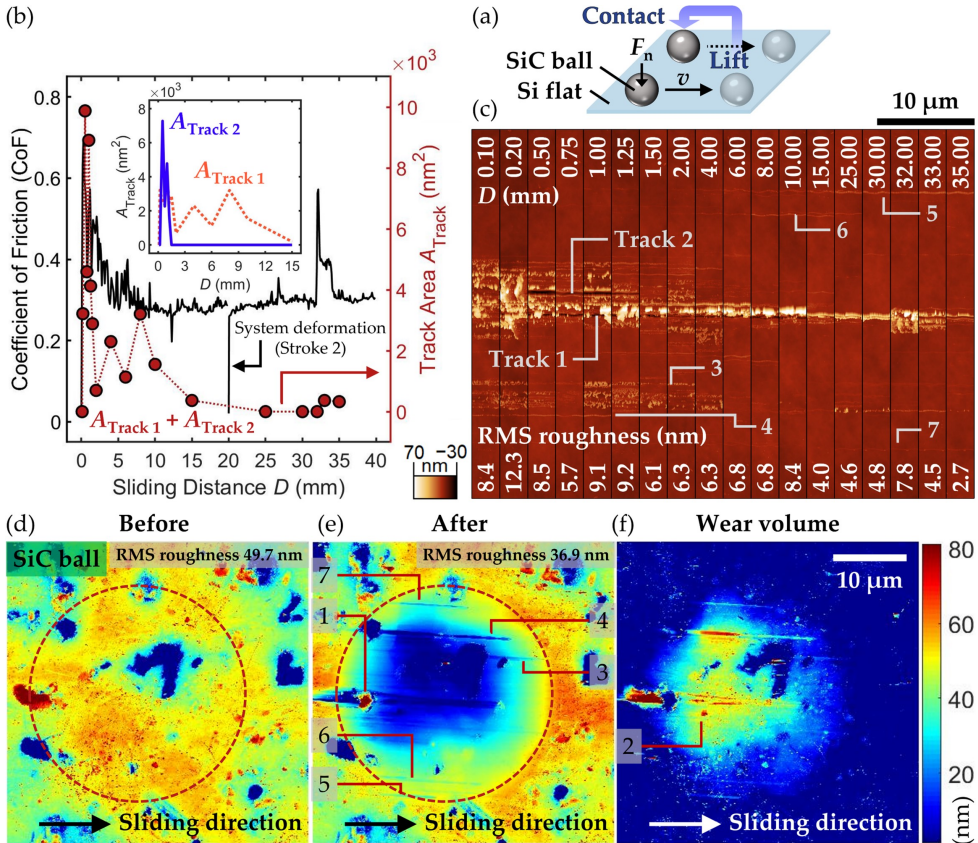 (b)
×10³
0.8
0.6
0.4
0.2
0
Coefficient of Friction (CoF)
10
8
6
4
2
0
Track Area A_Track (nm²)
×10³
8
6
4
2
0
A_Track (nm²)
A_Track 2
A_Track 1
0 3 6 9 12 15
D (mm)
System deformation
(Stroke 2)
A_Track 1 + A_Track 2
0 5 10 15 20 25 30 35 40
Sliding Distance D (mm)
70 −30
nm
(a)
Contact
F_n
Lift
SiC ball
v
Si flat
(c)
10 μm
0.10 0.20 0.50 0.75 1.00 1.25 1.50 2.00 4.00 6.00 8.00 10.00 15.00 25.00 30.00 32.00 33.00 35.00
D (mm)
5
6
Track 2
Track 1
3
4
7
RMS roughness (nm)
8.4 12.3 8.5 5.7 9.1 9.2 6.1 6.3 6.3 6.8 6.8 8.4 4.0 4.6 4.8 7.8 4.5 2.7
(d) Before
SiC ball
RMS roughness 49.7 nm
Sliding direction
(e) After
RMS roughness 36.9 nm
7
1
4
3
6
5
Sliding direction
(f) Wear volume
10 μm
2
Sliding direction
80
60
40
20
(nm)